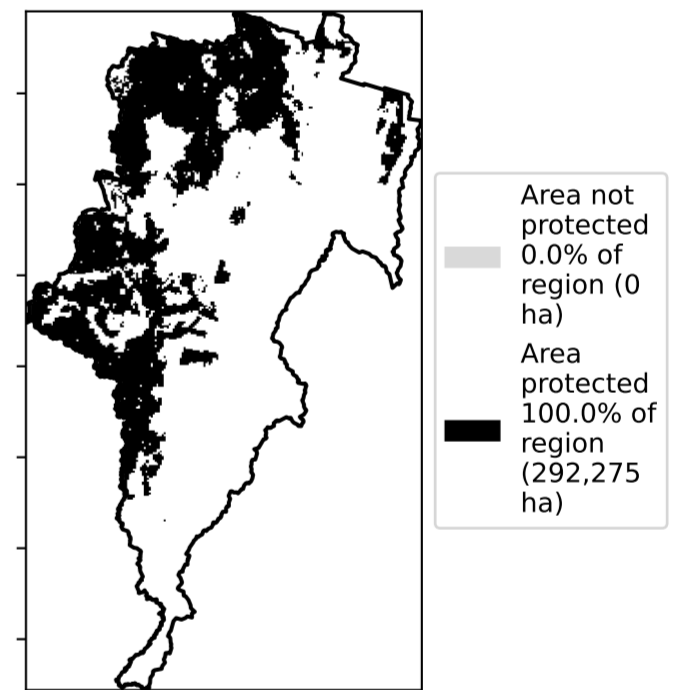 Area not
protected
0.0% of
region (0
ha)
Area
protected
100.0% of
region
(292,275
ha)